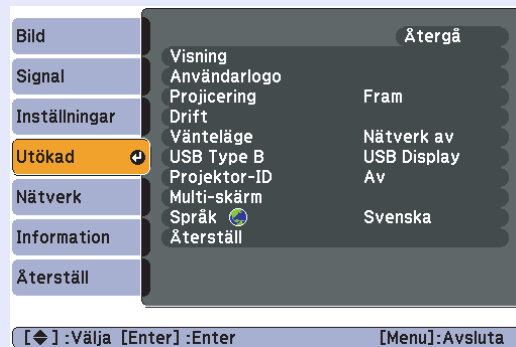 Bild
Signal
Inställningar
Utökad
Nätverk
Information
Återställ
Återgå
Visning
Användarlogo
Projicering Fram
Drift
Vänteläge Nätverk av
USB Type B USB Display
Projektor-ID Av
Multi-skärm
Språk Svenska
Återställ
[◆] :Välja [Enter] :Enter [Menu]:Avsluta